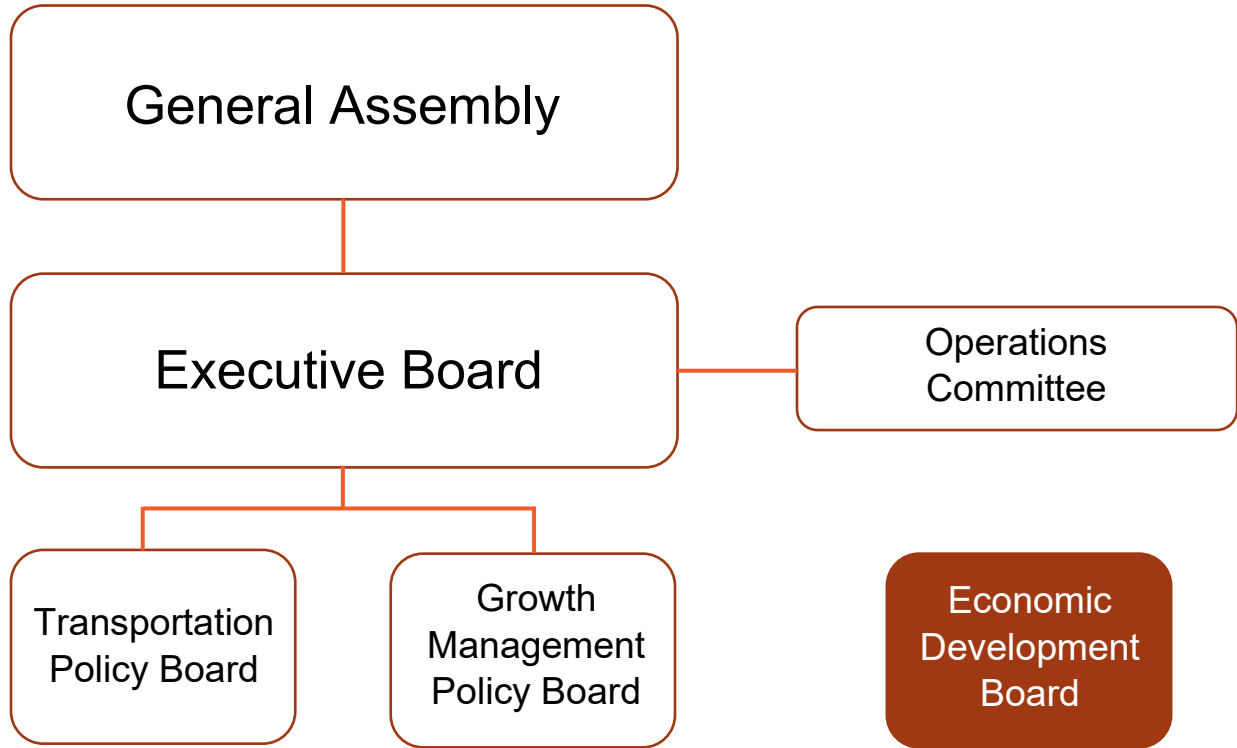 General Assembly
Executive Board
Operations
Committee
Transportation
Policy Board
Growth
Management
Policy Board
Economic
Development
Board